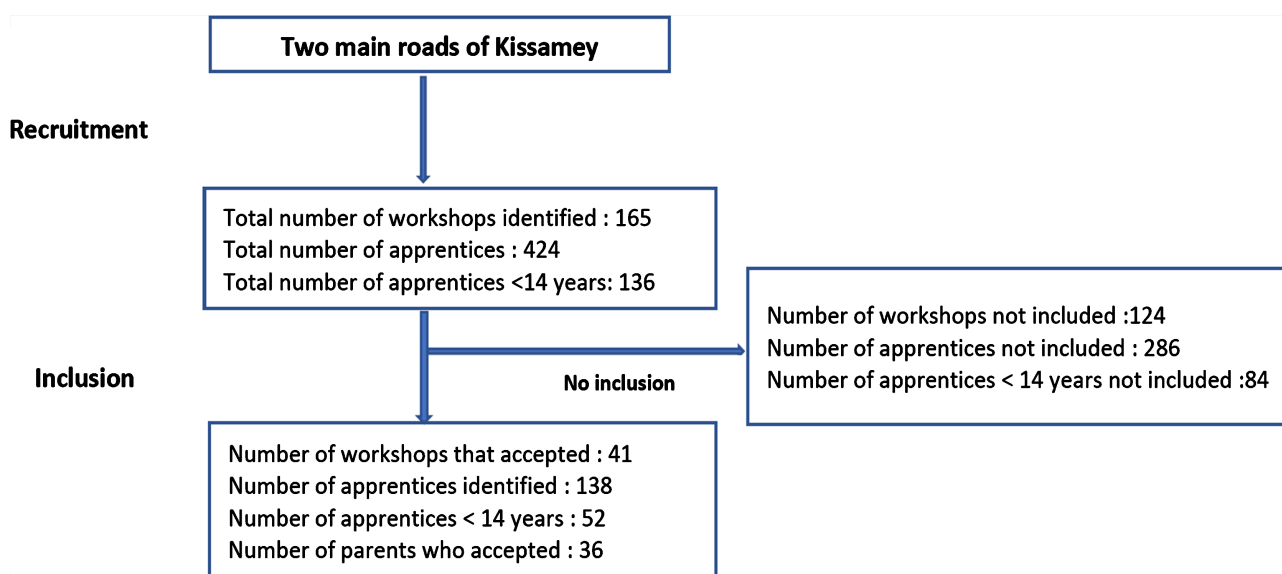 Two main roads of Kissamey
Recruitment
Total number of workshops identified : 165
Total number of apprentices : 424
Total number of apprentices <14 years: 136
Number of workshops not included :124
Number of apprentices not included : 286
Number of apprentices < 14 years not included :84
Inclusion
No inclusion
Number of workshops that accepted : 41
Number of apprentices identified : 138
Number of apprentices < 14 years : 52
Number of parents who accepted : 36